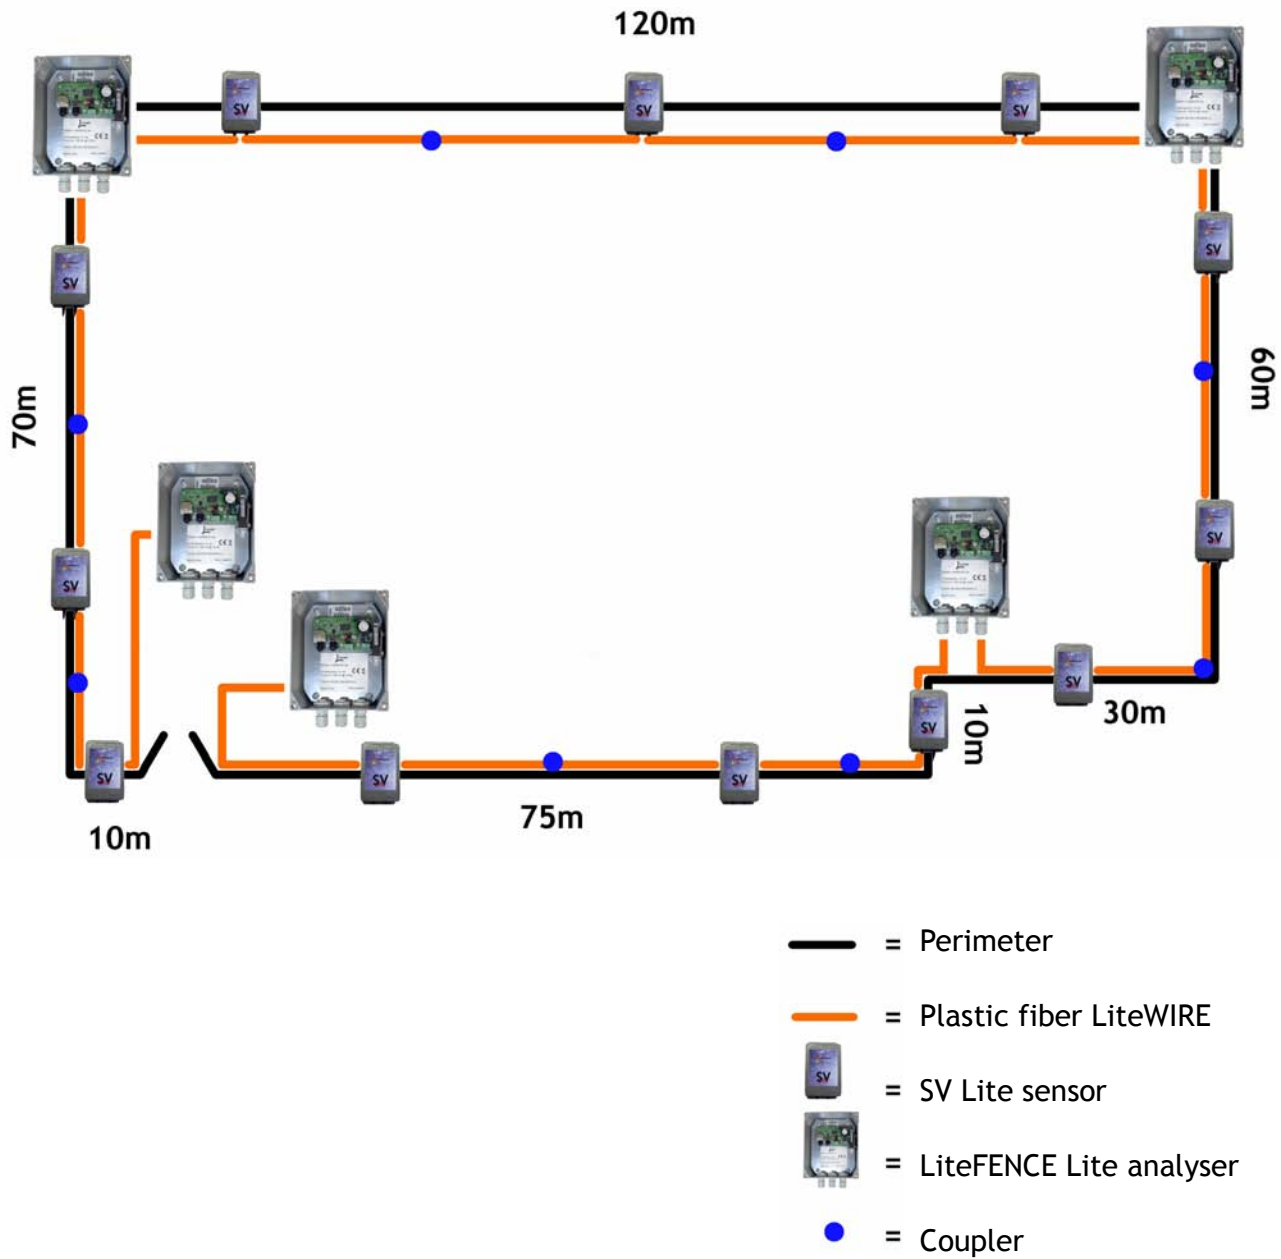 120m
SV SV SV
SV SV
70m
60m
SV SV
SV
SV
10m
30m
SV SV SV
75m
10m
= Perimeter
= Plastic fiber LiteWIRE
SV = SV Lite sensor
= LiteFENCE Lite analyser
= Coupler